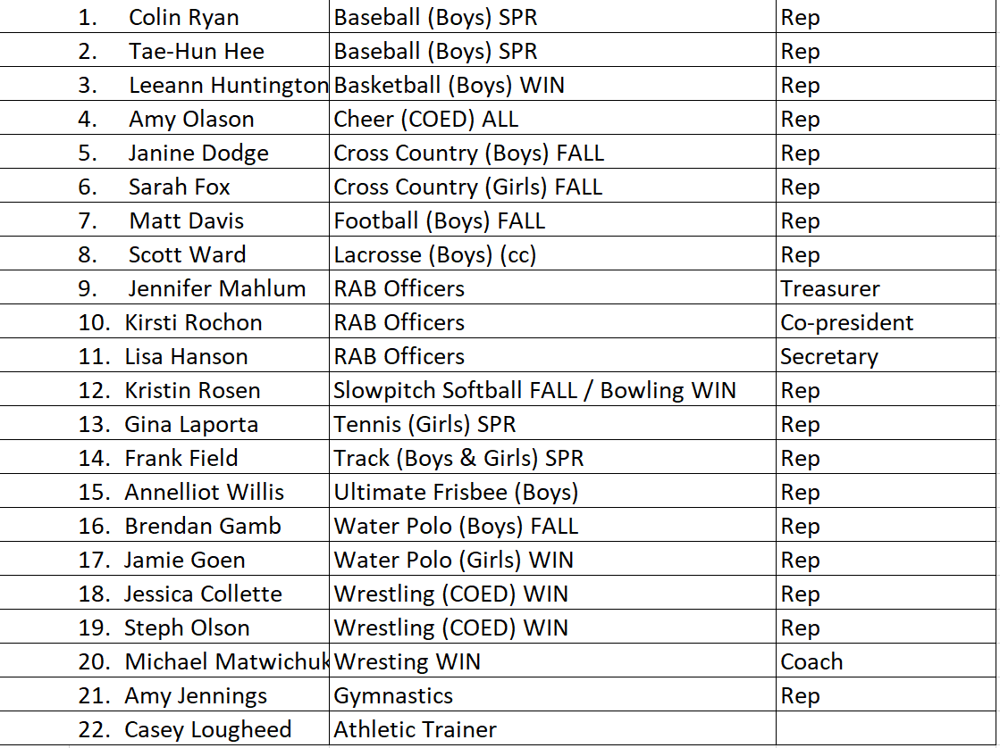 1. Colin Ryan Baseball (Boys) SPR Rep
2. Tae-Hun Hee Baseball (Boys) SPR Rep
3. Leeann Huntington Basketball (Boys) WIN Rep
4. Amy Olason Cheer (COED) ALL Rep
5. Janine Dodge Cross Country (Boys) FALL Rep
6. Sarah Fox Cross Country (Girls) FALL Rep
7. Matt Davis Football (Boys) FALL Rep
8. Scott Ward Lacrosse (Boys) (cc) Rep
9. Jennifer Mahlum RAB Officers Treasurer
10. Kirsti Rochon RAB Officers Co-president
11. Lisa Hanson RAB Officers Secretary
12. Kristin Rosen Slowpitch Softball FALL / Bowling WIN Rep
13. Gina Laporta Tennis (Girls) SPR Rep
14. Frank Field Track (Boys & Girls) SPR Rep
15. Annelliot Willis Ultimate Frisbee (Boys) Rep
16. Brendan Gamb Water Polo (Boys) FALL Rep
17. Jamie Goen Water Polo (Girls) WIN Rep
18. Jessica Collette Wrestling (COED) WIN Rep
19. Steph Olson Wrestling (COED) WIN Rep
20. Michael Matwichuk Wresting WIN Coach
21. Amy Jennings Gymnastics Rep
22. Casey Lougheed Athletic Trainer